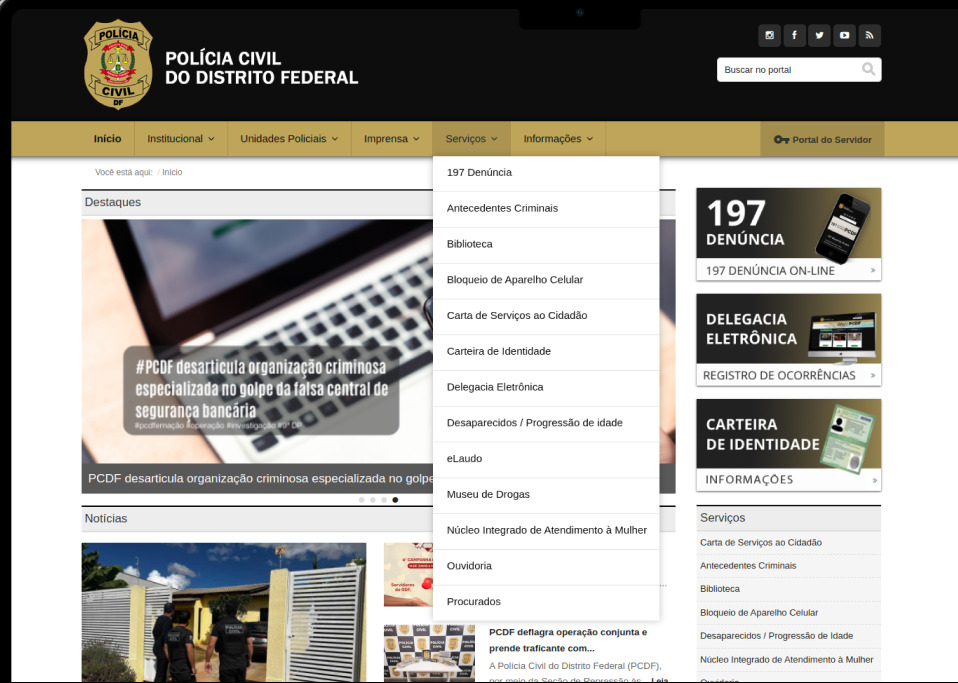 POLÍCIA
CIVIL
DF
POLÍCIA CIVIL
DO DISTRITO FEDERAL
Buscar no portal
Início
Institucional
Unidades Policiais
Imprensa
Serviços
Informações
Portal do Servidor
Você está aqui: / Início
Destaques
#PCDF desarticula organização criminosa
especializada no golpe da falsa central de
segurança bancária
#pcdfernação #operação #investigação #9ª DP
PCDF desarticula organização criminosa especializada no golpe
Notícias
197 Denúncia
Antecedentes Criminais
Biblioteca
Bloqueio de Aparelho Celular
Carta de Serviços ao Cidadão
Carteira de Identidade
Delegacia Eletrônica
Desaparecidos / Progressão de idade
eLaudo
Museu de Drogas
Núcleo Integrado de Atendimento à Mulher
Ouvidoria
Procurados
PCDF deflagra operação conjunta e
prende traficante com...
A Polícia Civil do Distrito Federal (PCDF),
por meio da Seção de Repressão às... Leia
197
DENÚNCIA
197 DENÚNCIA ON-LINE »
DELEGACIA
ELETRÔNICA
REGISTRO DE OCORRÊNCIAS »
CARTEIRA
DE IDENTIDADE
INFORMAÇÕES »
Serviços
Carta de Serviços ao Cidadão
Antecedentes Criminais
Biblioteca
Bloqueio de Aparelho Celular
Desaparecidos / Progressão de Idade
Núcleo Integrado de Atendimento à Mulher
Ouvidoria